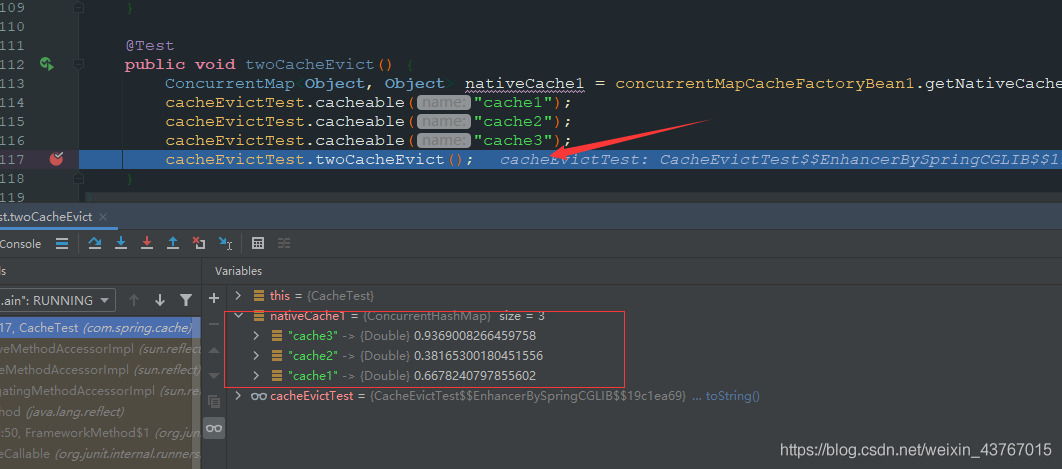 109 }
110
111 @Test
112 public void twoCacheEvict() {
113 ConcurrentMap<Object, Object> nativeCache1 = concurrentMapCacheFactoryBean1.getNativeCache
114 cacheEvictTest.cacheable( name: "cache1");
115 cacheEvictTest.cacheable( name: "cache2");
116 cacheEvictTest.cacheable( name: "cache3");
117 cacheEvictTest.twoCacheEvict(); cacheEvictTest: CacheEvictTest$$EnhancerBySpringCGLIB$$1
118 }
119
st.twoCacheEvict ×
Console
ls
Variables
..ain": RUNNING
this = {CacheTest}
nativeCache1 = {ConcurrentHashMap} size = 3
17, CacheTest (com.spring.cache)
"cache3" -> {Double} 0.9369008266459758
veMethodAccessorImpl (sun.reflect
"cache2" -> {Double} 0.38165300180451556
eMethodAccessorImpl (sun.reflect
"cache1" -> {Double} 0.6678240797855602
gatingMethodAccessorImpl (sun.
cacheEvictTest = {CacheEvictTest$$EnhancerBySpringCGLIB$$19c1ea69} ... toString()
hod (java.lang.reflect)
:50, FrameworkMethod$1 (org.jun
eCallable (org.junit.internal.runners.
https://blog.csdn.net/weixin_43767015